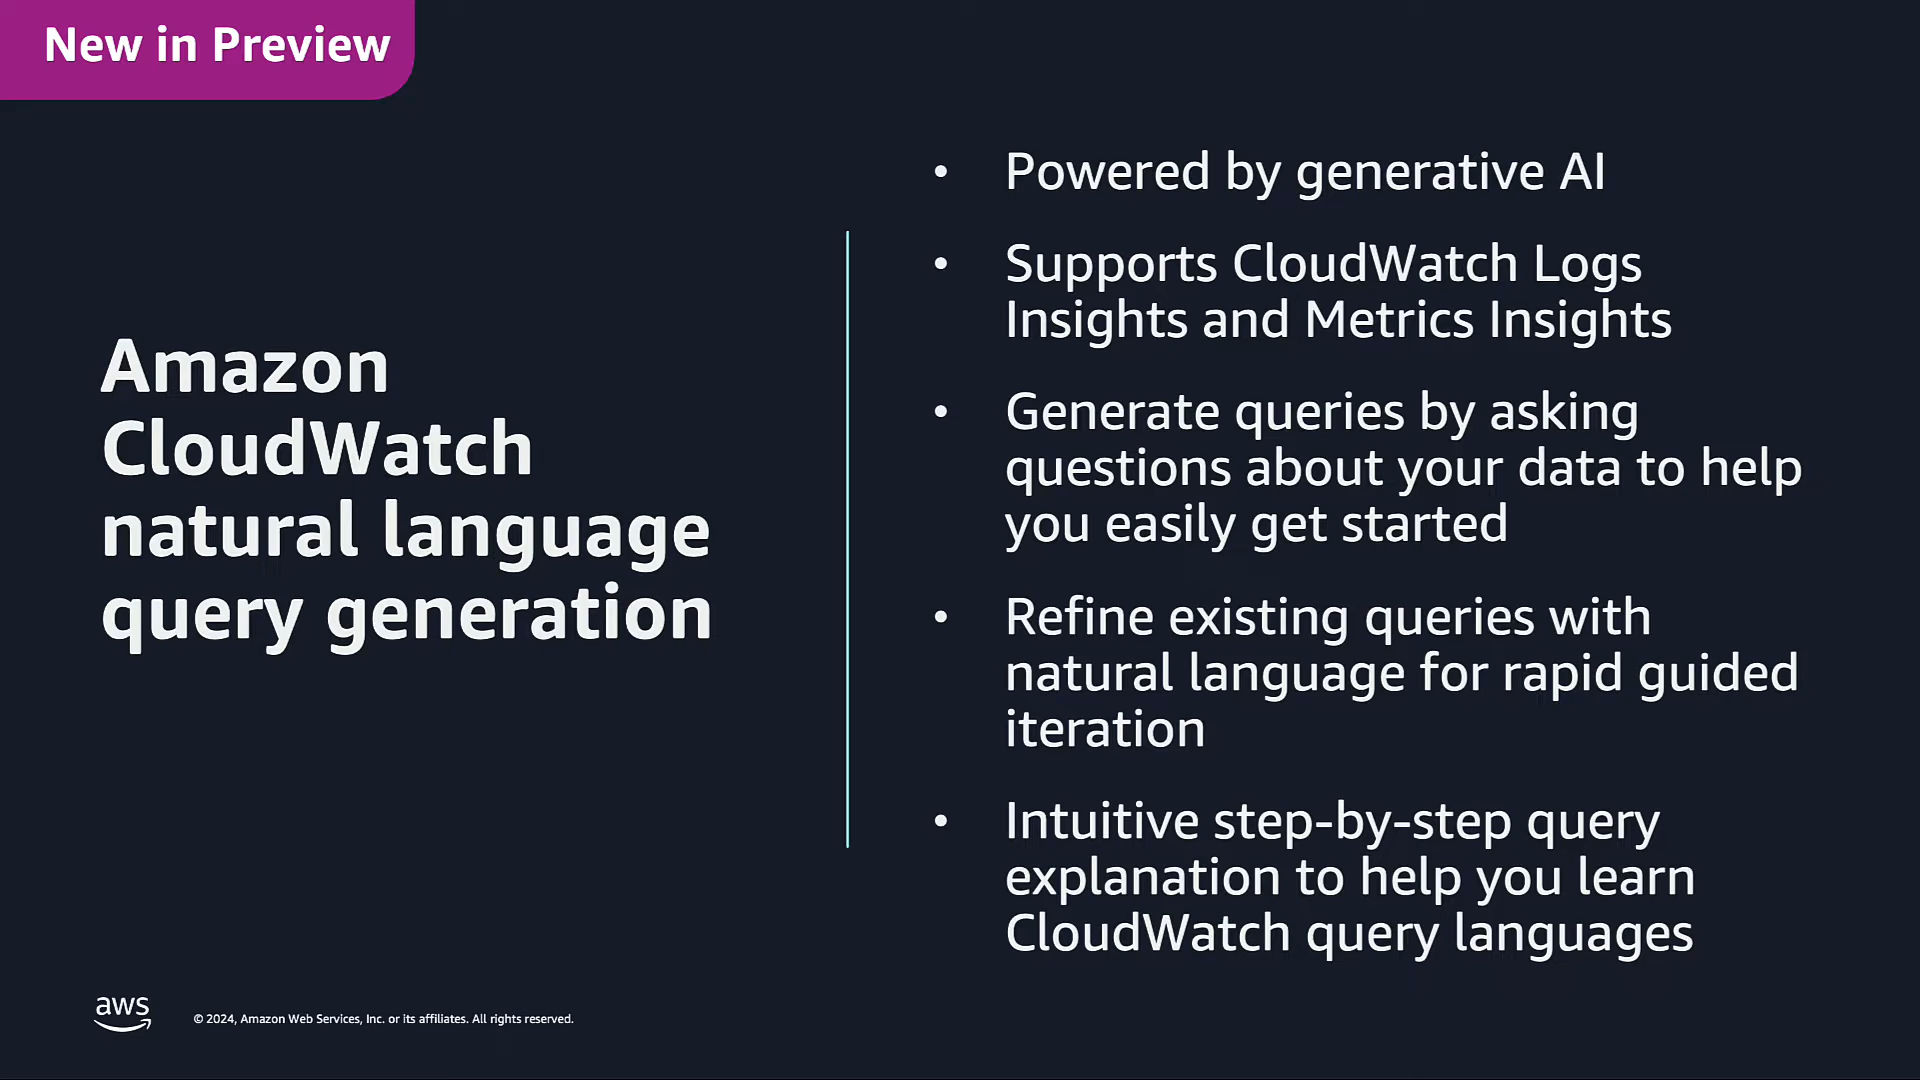 New in Preview
Amazon
CloudWatch
natural language
query generation
• Powered by generative AI
• Supports CloudWatch Logs
Insights and Metrics Insights
• Generate queries by asking
questions about your data to help
you easily get started
• Refine existing queries with
natural language for rapid guided
iteration
• Intuitive step-by-step query
explanation to help you learn
CloudWatch query languages
aws
© 2024, Amazon Web Services, Inc. or its affiliates. All rights reserved.